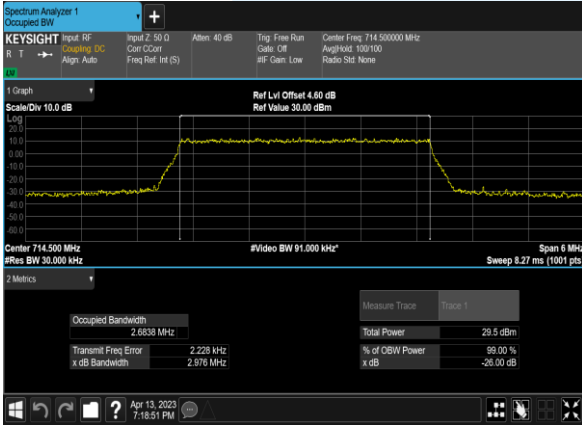 Spectrum Analyzer 1
Occupied BW
KEYSIGHT
R T
Input: RF
Coupling: DC
Align: Auto
Input Z: 50 Ω
Corr CCorr
Freq Ref: Int (S)
Atten: 40 dB
Trig: Free Run
Gate: Off
#IF Gain: Low
Center Freq: 714.500000 MHz
Avg|Hold: 100/100
Radio Std: None
1 Graph
Scale/Div 10.0 dB
Ref Lvl Offset 4.60 dB
Ref Value 30.00 dBm
Log
20.0
10.0
0.00
-10.0
-20.0
-30.0
-40.0
-50.0
-60.0
Center 714.500 MHz
#Res BW 30.000 kHz
#Video BW 91.000 kHz*
Span 6 MHz
Sweep 8.27 ms (1001 pts
2 Metrics
Measure Trace
Trace 1
Occupied Bandwidth
2.6838 MHz
Total Power
29.5 dBm
Transmit Freq Error
2.228 kHz
% of OBW Power
99.00 %
x dB Bandwidth
2.976 MHz
x dB
-26.00 dB
?
Apr 13, 2023
7:18:51 PM